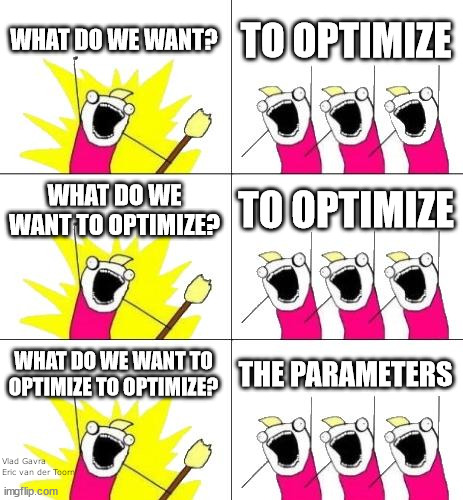 WHAT DO WE WANT?
TO OPTIMIZE
WHAT DO WE
WANT TO OPTIMIZE?
TO OPTIMIZE
WHAT DO WE WANT TO
OPTIMIZE TO OPTIMIZE?
THE PARAMETERS
Vlad Gavra
Eric van der Toorn
imgflip.com